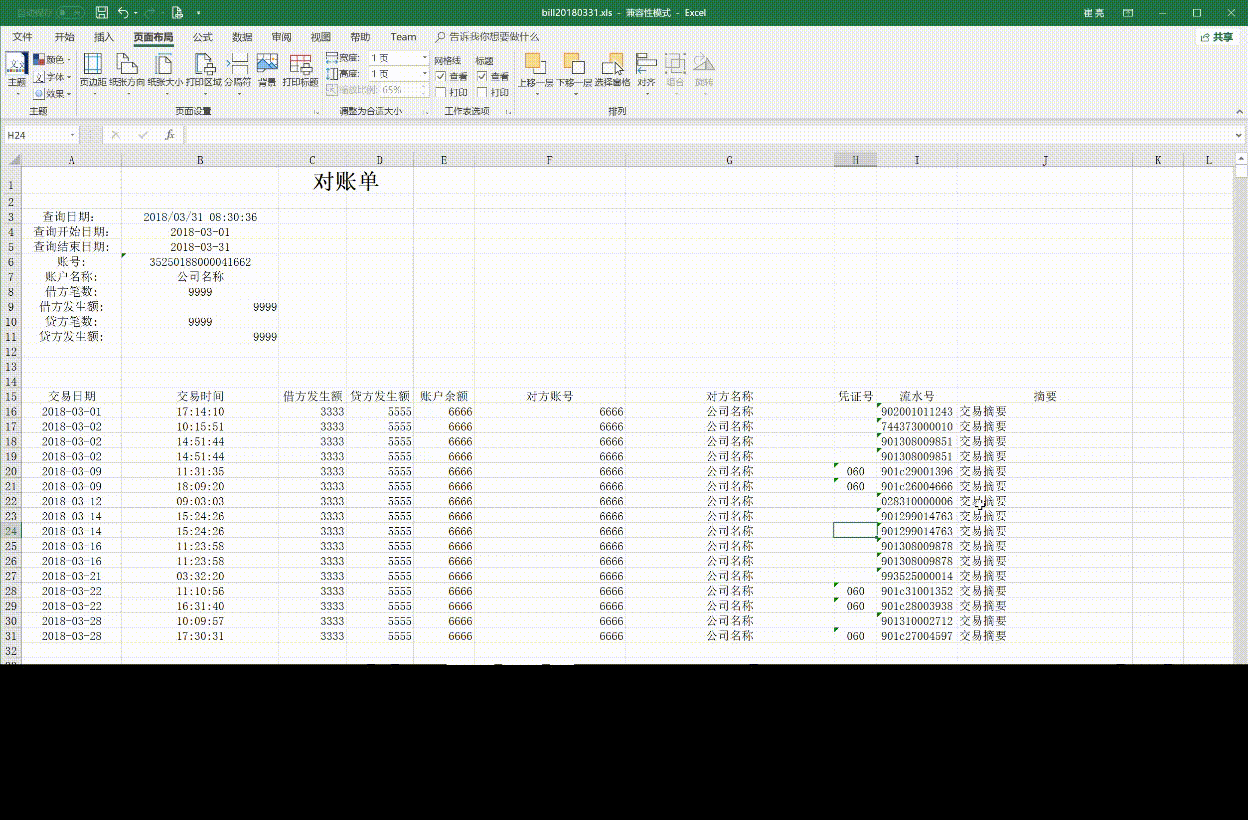 bill20180331.xls - 兼容性模式 - Excel
崔 亮
文件 开始 插入 页面布局 公式 数据 审阅 视图 帮助 Team 告诉我你想要做什么 共享
主题 颜色 字体 效果 页边距 纸张方向 纸张大小 打印区域 分隔符 背景 打印标题 宽度: 1 页 高度: 1 页 缩放比例: 65% 网格线 查看 打印 标题 查看 打印 上移一层 下移一层 选择窗格 对齐 组合 旋转
主题 页面设置 调整为合适大小 工作表选项 排列
H24 fx
A B C D E F G H I J K L
1 对账单
2
3 查询日期: 2018/03/31 08:30:36
4 查询开始日期: 2018-03-01
5 查询结束日期: 2018-03-31
6 账号: 35250188000041662
7 账户名称: 公司名称
8 借方笔数: 9999
9 借方发生额: 9999
10 贷方笔数: 9999
11 贷方发生额: 9999
12
13
14
15 交易日期 交易时间 借方发生额 贷方发生额 账户余额 对方账号 对方名称 凭证号 流水号 摘要
16 2018-03-01 17:14:10 3333 5555 6666 6666 公司名称 902001011243 交易摘要
17 2018-03-02 10:15:51 3333 5555 6666 6666 公司名称 744373000010 交易摘要
18 2018-03-02 14:51:44 3333 5555 6666 6666 公司名称 901308009851 交易摘要
19 2018-03-02 14:51:44 3333 5555 6666 6666 公司名称 901308009851 交易摘要
20 2018-03-09 11:31:35 3333 5555 6666 6666 公司名称 060 901c29001396 交易摘要
21 2018-03-09 18:09:20 3333 5555 6666 6666 公司名称 060 901c26004666 交易摘要
22 2018-03-12 09:03:03 3333 5555 6666 6666 公司名称 028310000006 交易摘要
23 2018-03-14 15:24:26 3333 5555 6666 6666 公司名称 901299014763 交易摘要
24 2018-03-14 15:24:26 3333 5555 6666 6666 公司名称 901299014763 交易摘要
25 2018-03-16 11:23:58 3333 5555 6666 6666 公司名称 901308009878 交易摘要
26 2018-03-16 11:23:58 3333 5555 6666 6666 公司名称 901308009878 交易摘要
27 2018-03-21 03:32:20 3333 5555 6666 6666 公司名称 993525000014 交易摘要
28 2018-03-22 11:10:56 3333 5555 6666 6666 公司名称 060 901c31001352 交易摘要
29 2018-03-22 16:31:40 3333 5555 6666 6666 公司名称 060 901c28003938 交易摘要
30 2018-03-28 10:09:57 3333 5555 6666 6666 公司名称 901310002712 交易摘要
31 2018-03-28 17:30:31 3333 5555 6666 6666 公司名称 060 901c27004597 交易摘要
32